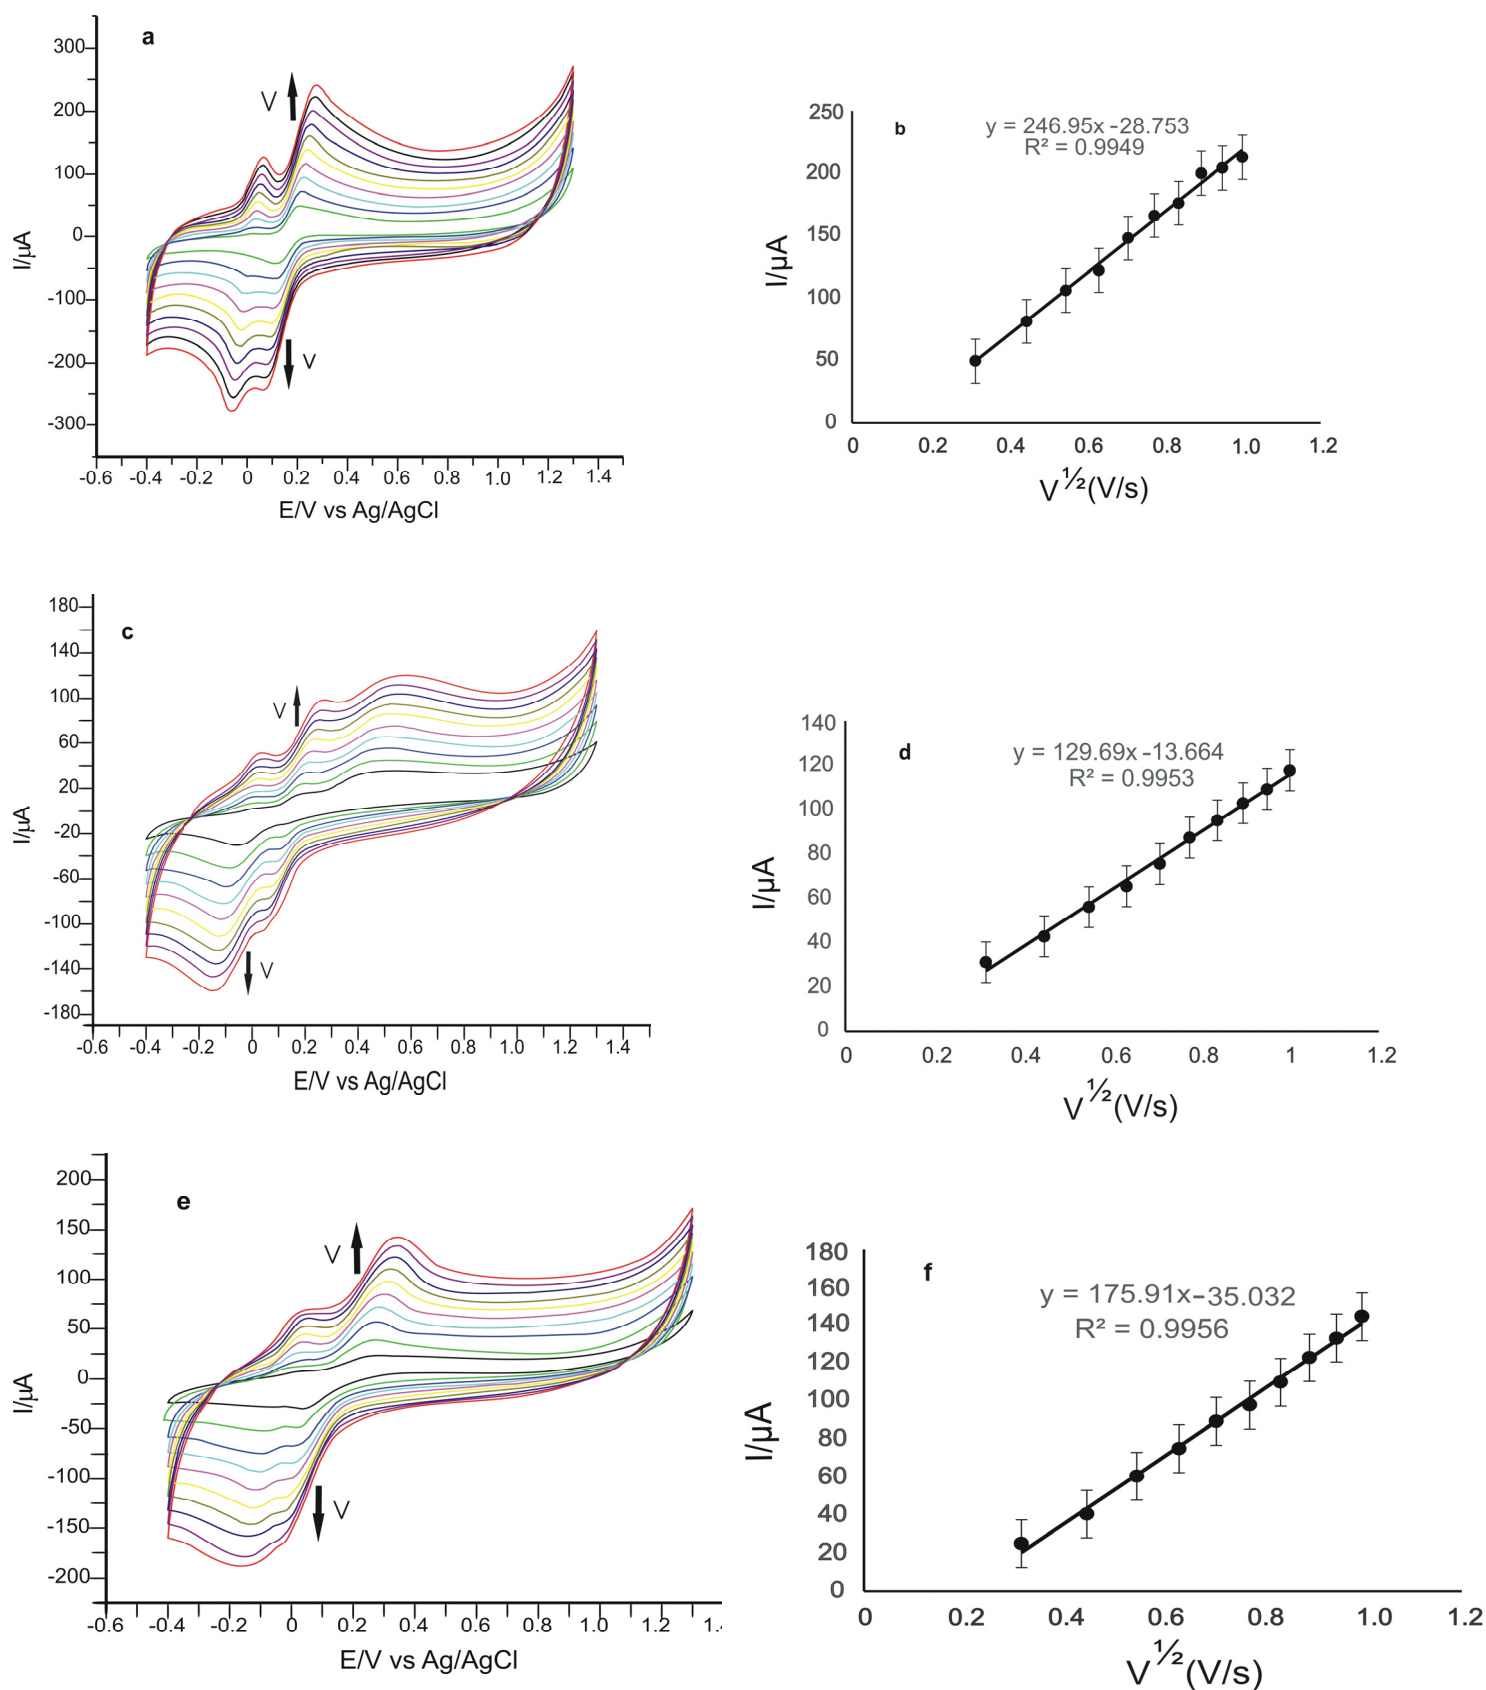 a
300
200
100
0
-100
-200
-300
I/µA
V
V
-0.6 -0.4 -0.2 0 0.2 0.4 0.6 0.8 1.0 1.2 1.4
E/V vs Ag/AgCl
b
y = 246.95x -28.753
R² = 0.9949
250
200
150
100
50
0
I/µA
0 0.2 0.4 0.6 0.8 1.0 1.2
V½(V/s)
c
180
140
100
60
20
-20
-60
-100
-140
-180
I/µA
V
V
-0.6 -0.4 -0.2 0 0.2 0.4 0.6 0.8 1.0 1.2 1.4
E/V vs Ag/AgCl
d
y = 129.69x -13.664
R² = 0.9953
140
120
100
80
60
40
20
0
I/µA
0 0.2 0.4 0.6 0.8 1 1.2
V½(V/s)
e
200
150
100
50
0
-50
-100
-150
-200
I/µA
V
V
-0.6 -0.4 -0.2 0 0.2 0.4 0.6 0.8 1.0 1.2
E/V vs Ag/AgCl
f
y = 175.91x-35.032
R² = 0.9956
180
160
140
120
100
80
60
40
20
0
I/µA
0 0.2 0.4 0.6 0.8 1.0 1.2
V½(V/s)